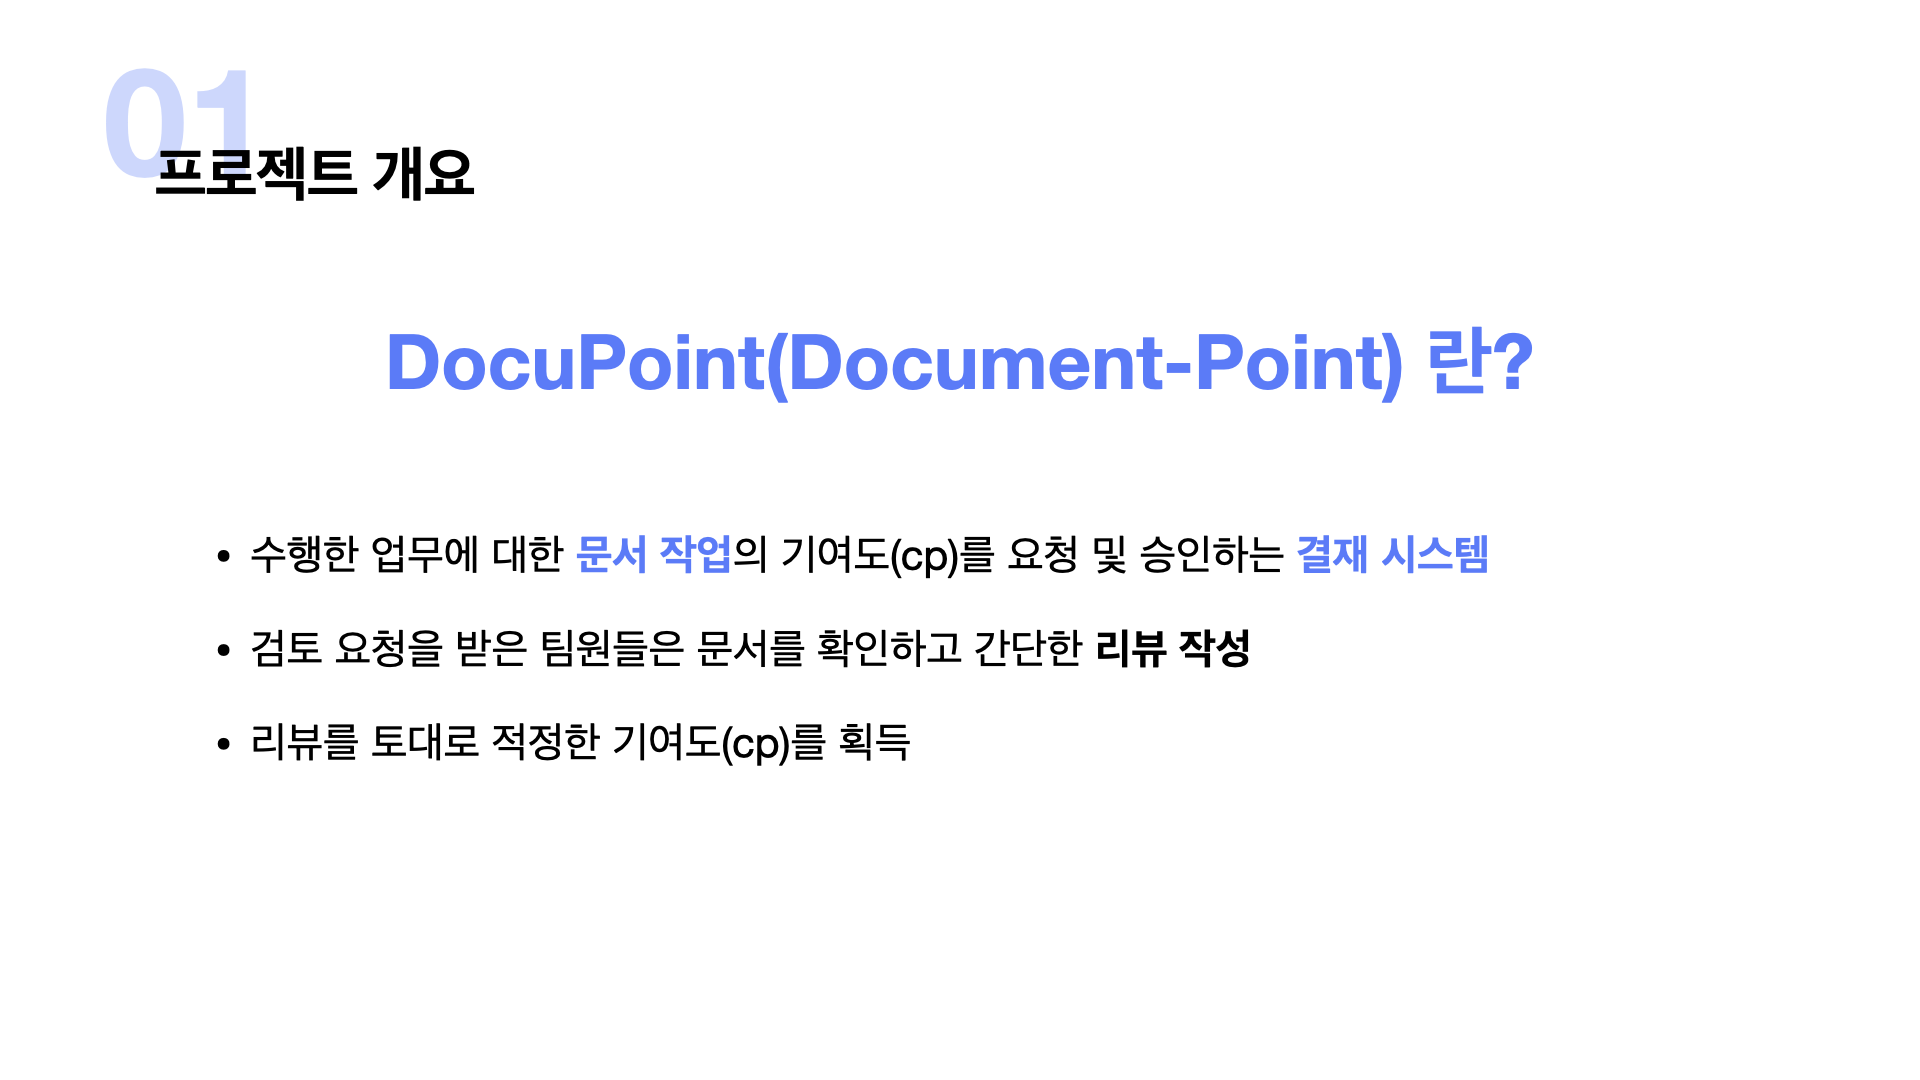 01
프로젝트 개요
DocuPoint(Document-Point) 란?
• 수행한 업무에 대한 문서 작업의 기여도(cp)를 요청 및 승인하는 결재 시스템
• 검토 요청을 받은 팀원들은 문서를 확인하고 간단한 리뷰 작성
• 리뷰를 토대로 적정한 기여도(cp)를 획득